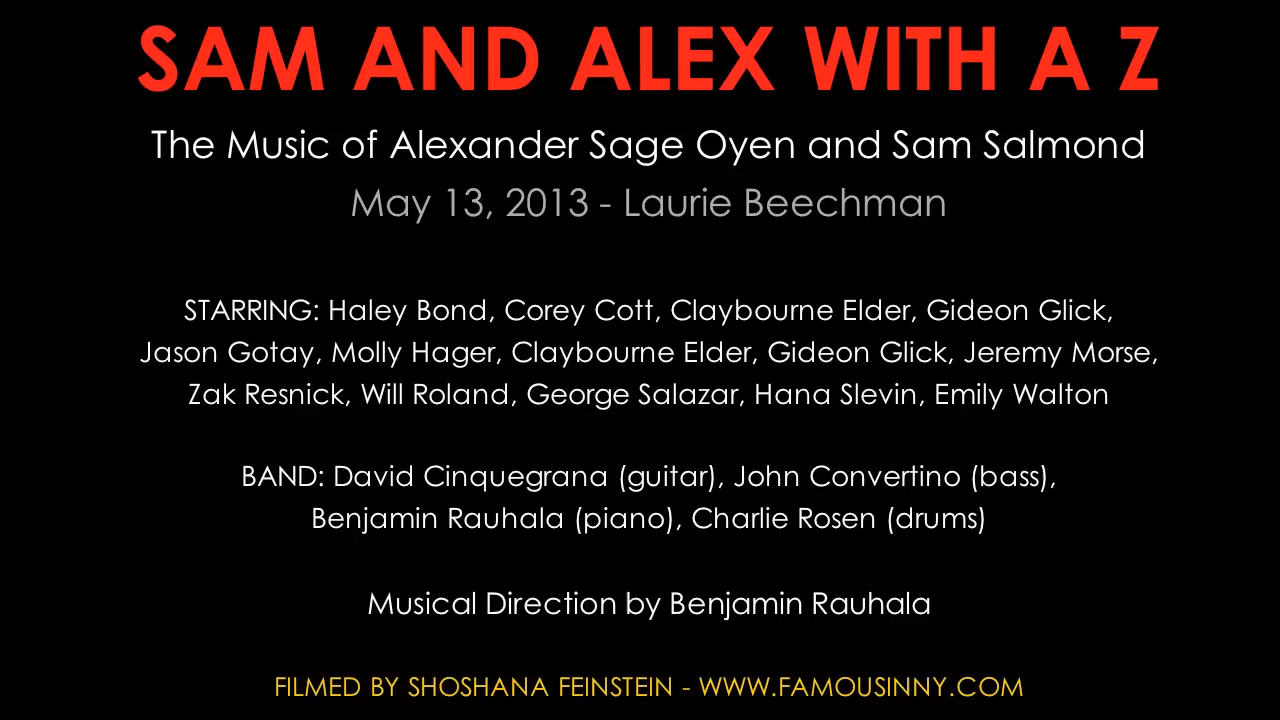 SAM AND ALEX WITH A Z
The Music of Alexander Sage Oyen and Sam Salmond
May 13, 2013 - Laurie Beechman
STARRING: Haley Bond, Corey Cott, Claybourne Elder, Gideon Glick,
Jason Gotay, Molly Hager, Claybourne Elder, Gideon Glick, Jeremy Morse,
Zak Resnick, Will Roland, George Salazar, Hana Slevin, Emily Walton
BAND: David Cinquegrana (guitar), John Convertino (bass),
Benjamin Rauhala (piano), Charlie Rosen (drums)
Musical Direction by Benjamin Rauhala
FILMED BY SHOSHANA FEINSTEIN - WWW.FAMOUSINNY.COM